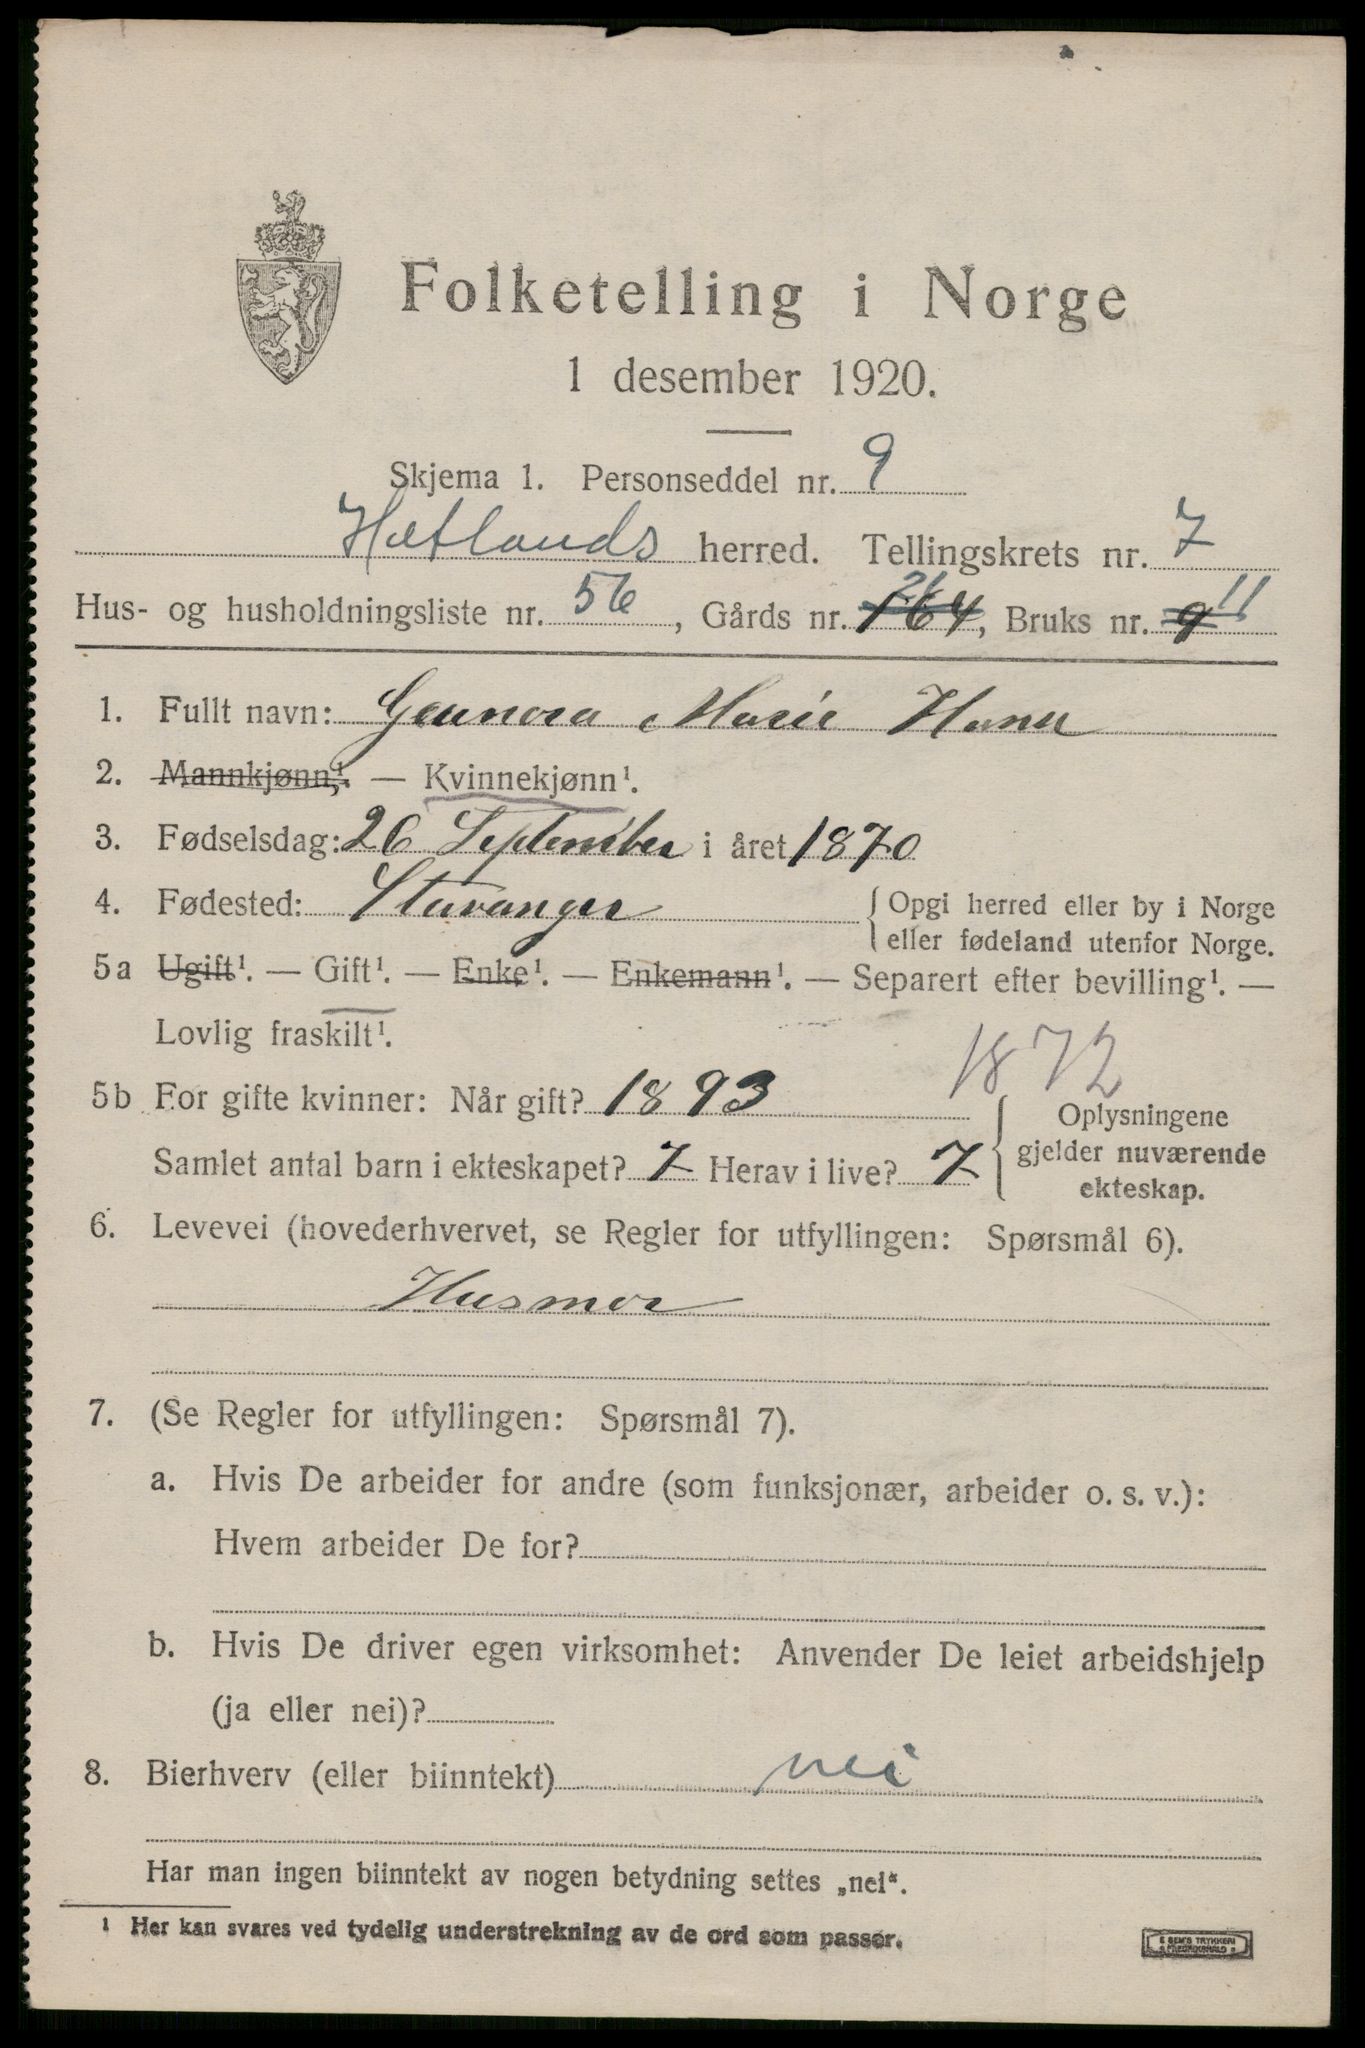 Folketelling i Norge
1 desember 1920.
Skjema 1. Personseddel nr. 9
Hetlands herred. Tellingskrets nr. 7
Hus- og husholdningsliste nr. 56, Gårds nr. 164, Bruks nr. 9 11
1. Fullt navn: Gunnora Marie
2. Mannkjønn,¹. — Kvinnekjønn¹.
3. Fødselsdag: 26 September i året 1870
4. Fødested: Stavanger { Opgi herred eller by i Norge
eller fødeland utenfor Norge.
5a Ugift¹. — Gift¹. — Enke¹. — Enkemann¹. — Separert efter bevilling¹. —
Lovlig fraskilt¹.
1872
5b For gifte kvinner: Når gift? 1893
Samlet antal barn i ekteskapet? 7 Herav i live? 7
{ Oplysningene
gjelder nuværende
ekteskap.
6. Levevei (hovederhvervet, se Regler for utfyllingen: Spørsmål 6).
Husmor
7. (Se Regler for utfyllingen: Spørsmål 7).
a. Hvis De arbeider for andre (som funksjonær, arbeider o. s. v.):
Hvem arbeider De for?
b. Hvis De driver egen virksomhet: Anvender De leiet arbeidshjelp
(ja eller nei)?
8. Bierhverv (eller biinntekt) nei
Har man ingen biinntekt av nogen betydning settes „nei“.
¹ Her kan svares ved tydelig understrekning av de ord som passer.
E SEM'S TRYKKERI
FREDRIKSHALD